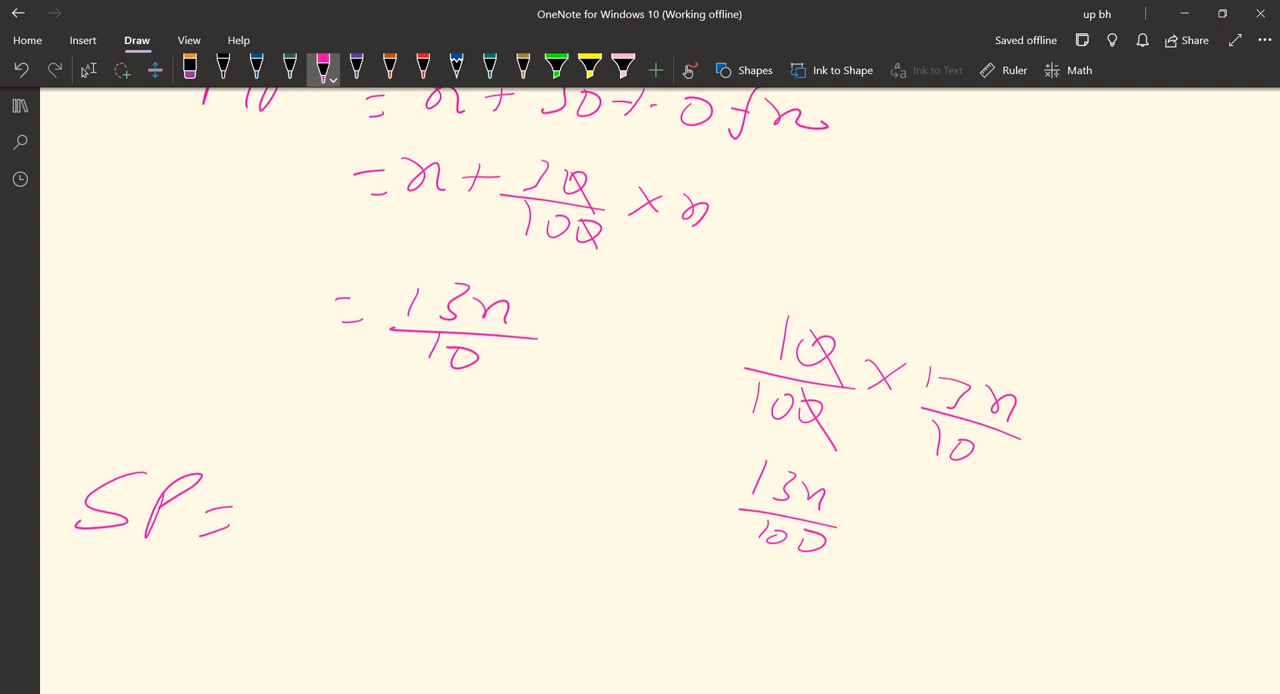 OneNote for Windows 10 (Working offline)
up bh
Home Insert Draw View Help
Saved offline
Share
Shapes
Ink to Shape
Ink to Text
Ruler
Math
= x + 30 % Of x
= x + 30/100 × x
= 13x/10
10/100 × 13x/10
13x/100
SP =